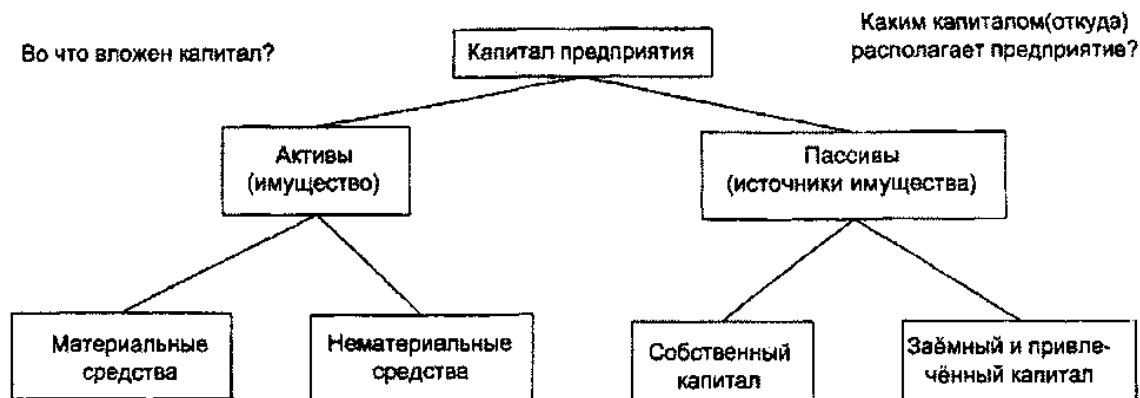 Во что вложен капитал?
Капитал предприятия
Каким капиталом(откуда)
располагает предприятие?
Активы
(имущество)
Пассивы
(источники имущества)
Материальные
средства
Нематериальные
средства
Собственный
капитал
Заёмный и привле-
чённый капитал